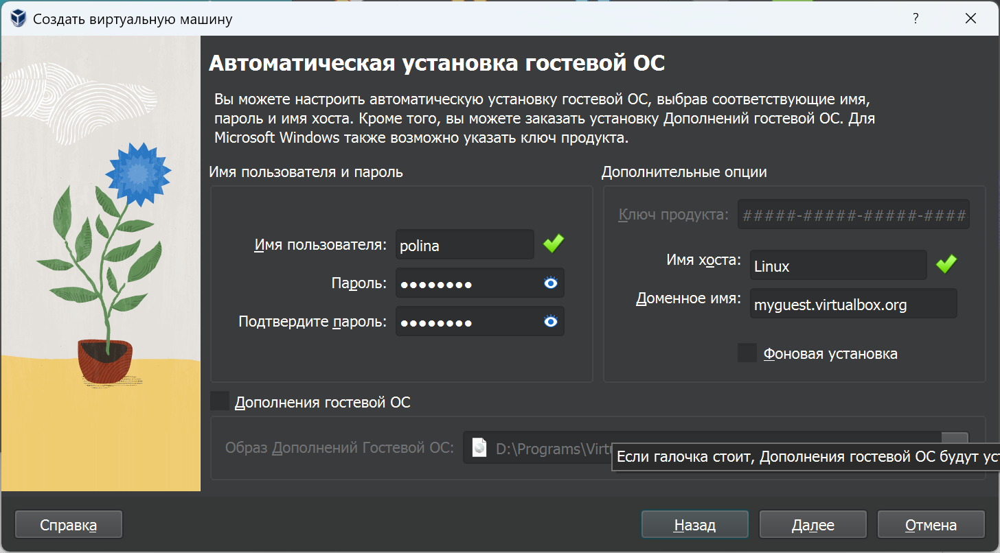 Создать виртуальную машину
?
Автоматическая установка гостевой ОС
Вы можете настроить автоматическую установку гостевой ОС, выбрав соответствующие имя,
пароль и имя хоста. Кроме того, вы можете заказать установку Дополнений гостевой ОС. Для
Microsoft Windows также возможно указать ключ продукта.
Имя пользователя и пароль
Имя пользователя: polina
Пароль: ●●●●●●●●
Подтвердите пароль: ●●●●●●●●
Дополнительные опции
Ключ продукта: #####-#####-#####-####
Имя хоста: Linux
Доменное имя: myguest.virtualbox.org
Фоновая установка
Дополнения гостевой ОС
Образ Дополнений Гостевой ОС: D:\Programs\Virtu
Если галочка стоит, Дополнения гостевой ОС будут уст
Справка
Назад
Далее
Отмена